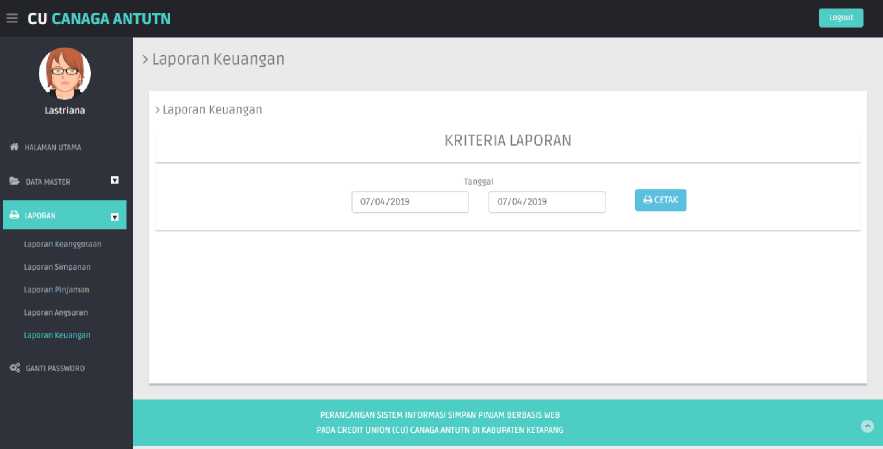 CU CANAGA ANTUTN
Logout
Lastriana
HALAMAN UTAMA
DATA MASTER
LAPORAN
Laporan Keanggotaan
Laporan Simpanan
Laporan Pinjaman
Laporan Angsuran
Laporan Keuangan
GANTI PASSWORD
> Laporan Keuangan
> Laporan Keuangan
KRITERIA LAPORAN
Tanggal
07/04/2019 07/04/2019 CETAK
PERANCANGAN SISTEM INFORMASI SIMPAN PINJAM BERBASIS WEB
PADA CREDIT UNION (CU) CANAGA ANTUTN DI KABUPATEN KETAPANG